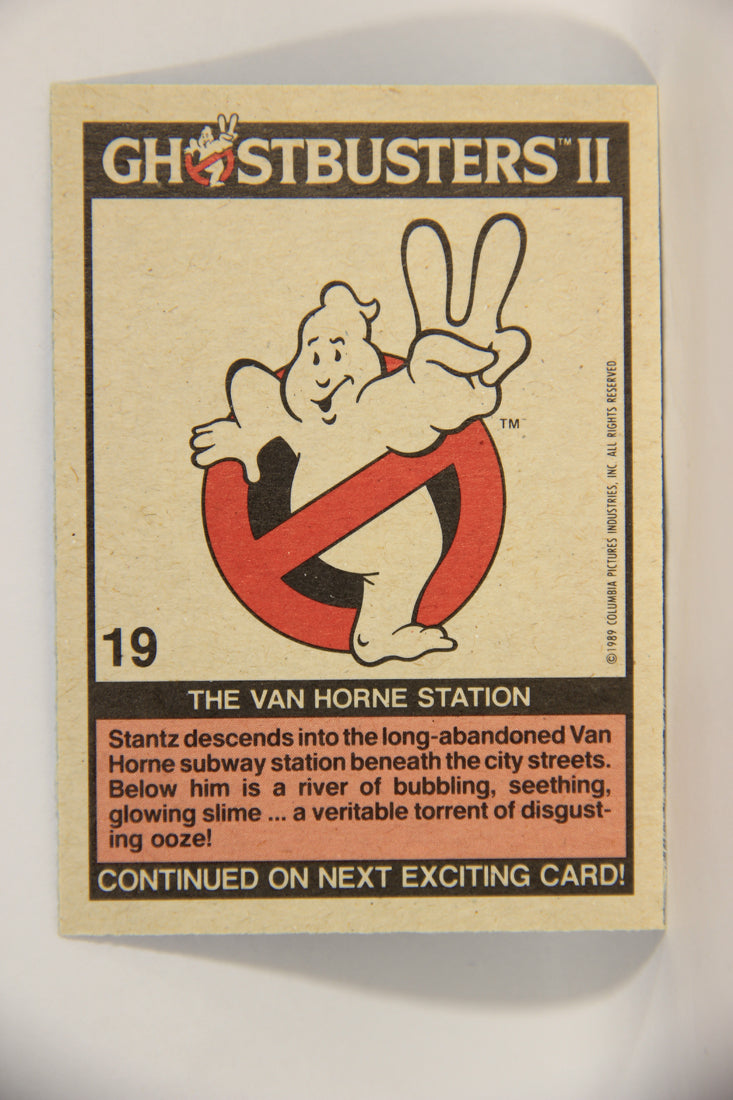 GHOSTBUSTERS™ II
TM
©1989 COLUMBIA PICTURES INDUSTRIES, INC. ALL RIGHTS RESERVED
19
THE VAN HORNE STATION
Stantz descends into the long-abandoned Van
Horne subway station beneath the city streets.
Below him is a river of bubbling, seething,
glowing slime ... a veritable torrent of disgust-
ing ooze!
CONTINUED ON NEXT EXCITING CARD!